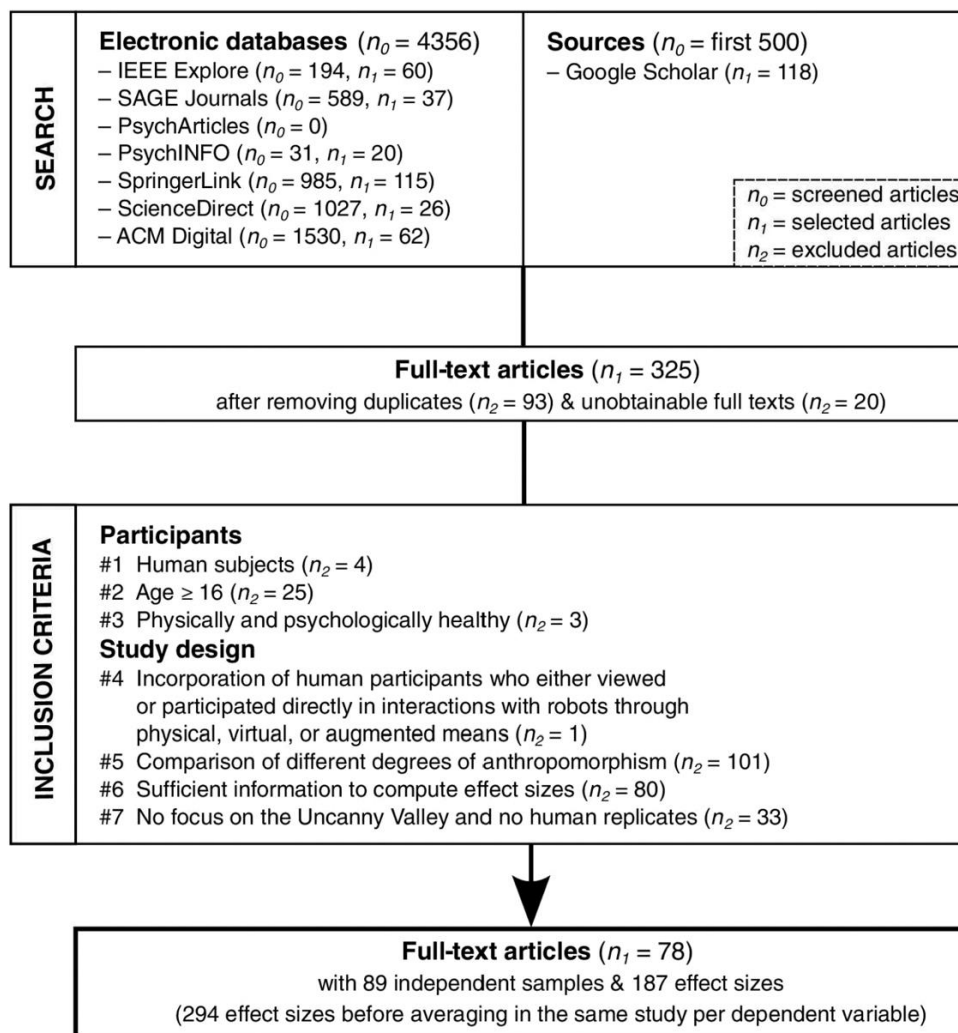 SEARCH
Electronic databases (n0 = 4356)
– IEEE Explore (n0 = 194, n1 = 60)
– SAGE Journals (n0 = 589, n1 = 37)
– PsychArticles (n0 = 0)
– PsychINFO (n0 = 31, n1 = 20)
– SpringerLink (n0 = 985, n1 = 115)
– ScienceDirect (n0 = 1027, n1 = 26)
– ACM Digital (n0 = 1530, n1 = 62)
Sources (n0 = first 500)
– Google Scholar (n1 = 118)
n0 = screened articles
n1 = selected articles
n2 = excluded articles
Full-text articles (n1 = 325)
after removing duplicates (n2 = 93) & unobtainable full texts (n2 = 20)
INCLUSION CRITERIA
Participants
#1 Human subjects (n2 = 4)
#2 Age ≥ 16 (n2 = 25)
#3 Physically and psychologically healthy (n2 = 3)
Study design
#4 Incorporation of human participants who either viewed
or participated directly in interactions with robots through
physical, virtual, or augmented means (n2 = 1)
#5 Comparison of different degrees of anthropomorphism (n2 = 101)
#6 Sufficient information to compute effect sizes (n2 = 80)
#7 No focus on the Uncanny Valley and no human replicates (n2 = 33)
Full-text articles (n1 = 78)
with 89 independent samples & 187 effect sizes
(294 effect sizes before averaging in the same study per dependent variable)